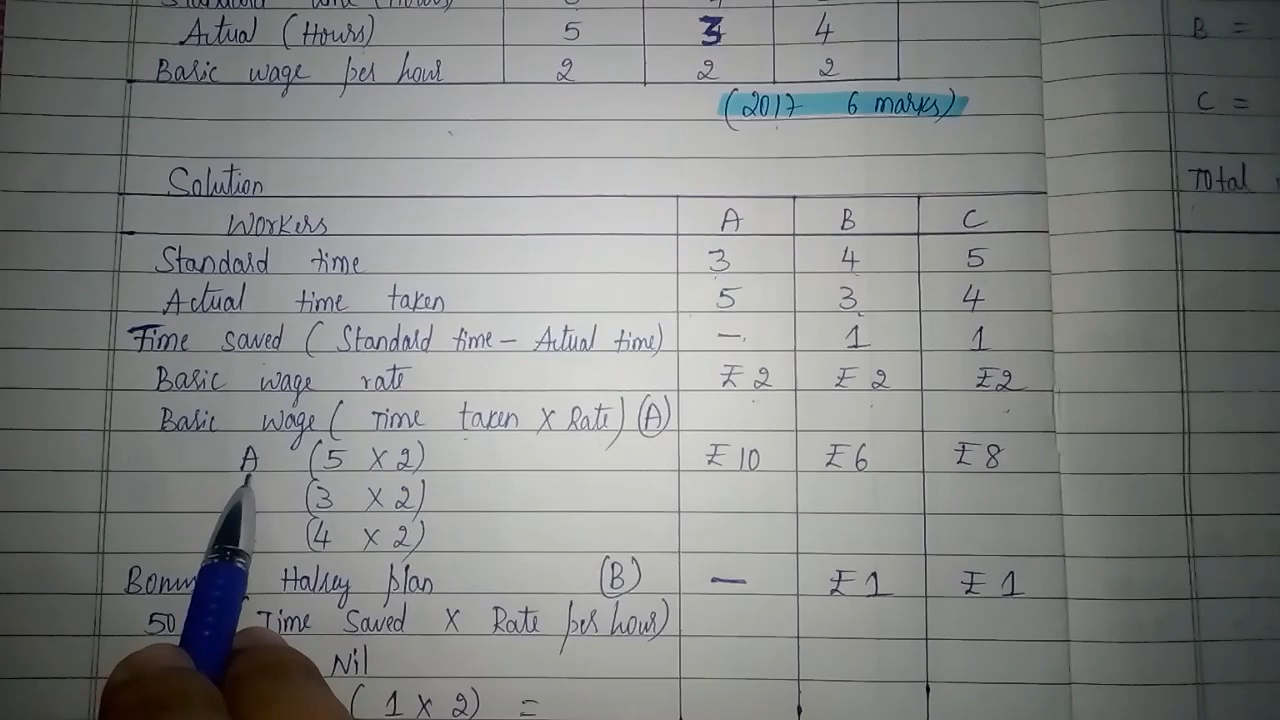 Actual (Hours) 5 3 4
Basic wage per hour 2 2 2
(2017 6 marks)
Solution
Workers A B C
Standard time 3 4 5
Actual time taken 5 3 4
Time saved ( Standard time - Actual time) — 1 1
Basic wage rate ₹ 2 ₹ 2 ₹2
Basic wage ( Time taken X Rate) (A)
A (5 X 2) ₹ 10 ₹ 6 ₹ 8
(3 X 2)
(4 X 2)
Halsey plan (B) — ₹ 1 ₹ 1
50 Time Saved X Rate per hour)
Nil
( 1 X 2) =
B =
C =
Total